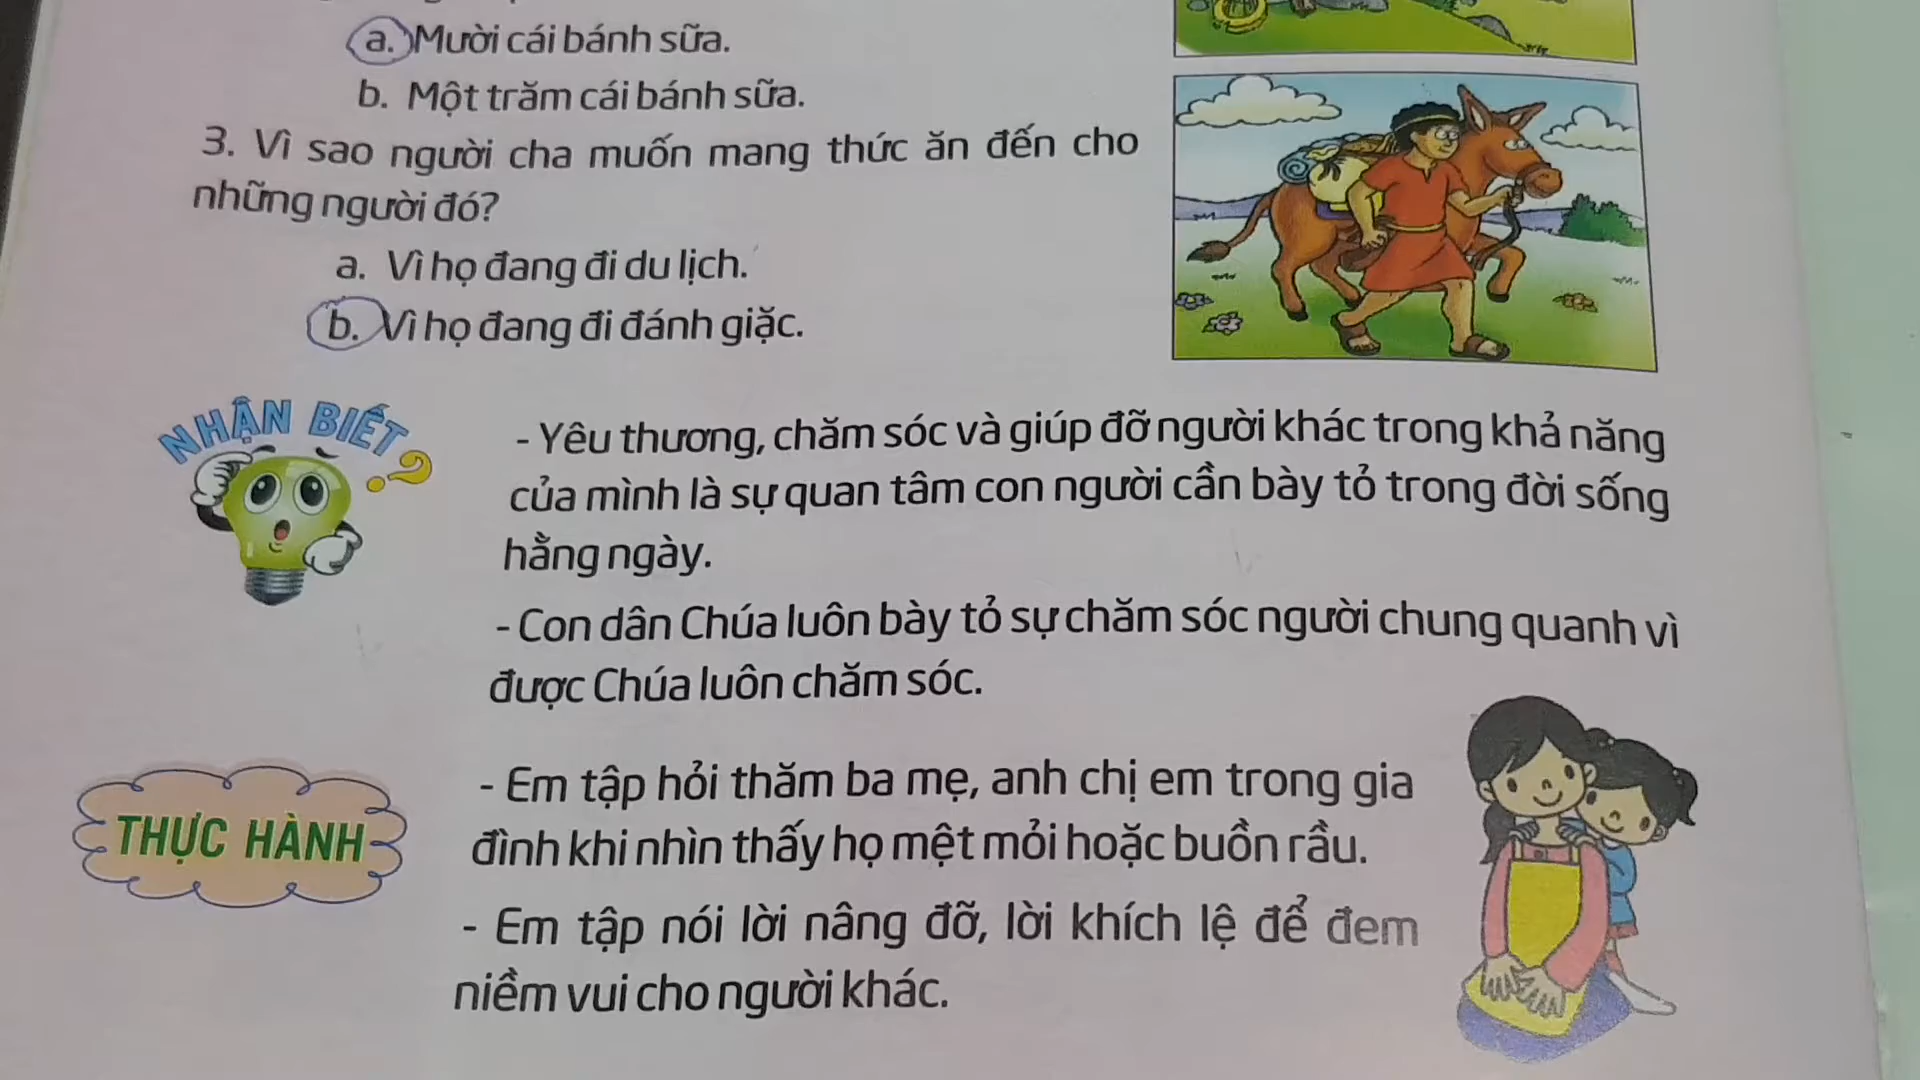 a. Mười cái bánh sữa.
b. Một trăm cái bánh sữa.
3. Vì sao người cha muốn mang thức ăn đến cho
những người đó?
a. Vì họ đang đi du lịch.
b. Vì họ đang đi đánh giặc.
NHẬN BIẾT?
- Yêu thương, chăm sóc và giúp đỡ người khác trong khả năng
của mình là sự quan tâm con người cần bày tỏ trong đời sống
hằng ngày.
- Con dân Chúa luôn bày tỏ sự chăm sóc người chung quanh vì
được Chúa luôn chăm sóc.
THỰC HÀNH
- Em tập hỏi thăm ba mẹ, anh chị em trong gia
đình khi nhìn thấy họ mệt mỏi hoặc buồn rầu.
- Em tập nói lời nâng đỡ, lời khích lệ để đem
niềm vui cho người khác.